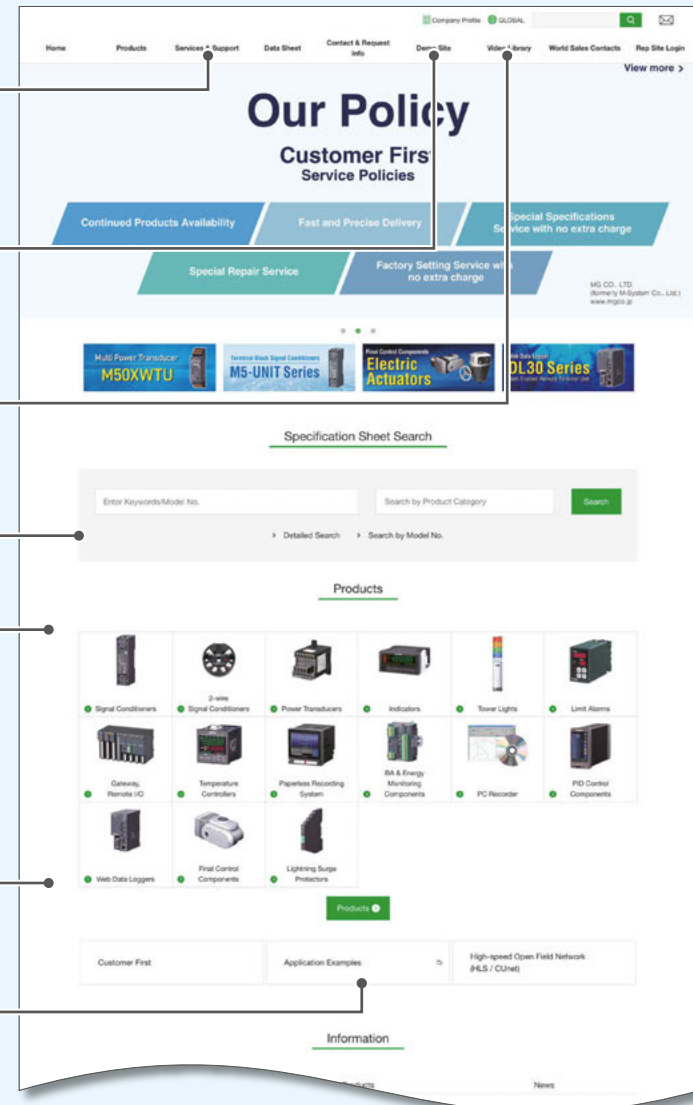 Company Profile GLOBAL
Home Products Services & Support Data Sheet Contact & Request Info Demo Site Video Library World Sales Contacts Rep Site Login
View more >
Our Policy
Customer First
Service Policies
Continued Products Availability
Fast and Precise Delivery
Special Specifications
Service with no extra charge
Special Repair Service
Factory Setting Service with
no extra charge
MG CO., LTD.
(formerly M-System Co., Ltd.)
www.mgco.jp
Multi Power Transducer
M50XWTU
Terminal Block Signal Conditioners
M5-UNIT Series
Final Control Components
Electric
Actuators
Web Data Logger
DL30 Series
Specification Sheet Search
Enter Keywords/Model No.
Search by Product Category
Search
> Detailed Search > Search by Model No.
Products
Signal Conditioners
2-wire
Signal Conditioners
Power Transducers
Indicators
Tower Lights
Limit Alarms
Gateway,
Remote I/O
Temperature
Controllers
Paperless Recording
System
BA & Energy
Monitoring
Components
PC Recorder
PID Control
Components
Web Data Loggers
Final Control
Components
Lightning Surge
Protectors
Products
Customer First
Application Examples
High-speed Open Field Network
(HLS / CUnet)
Information
Products
News